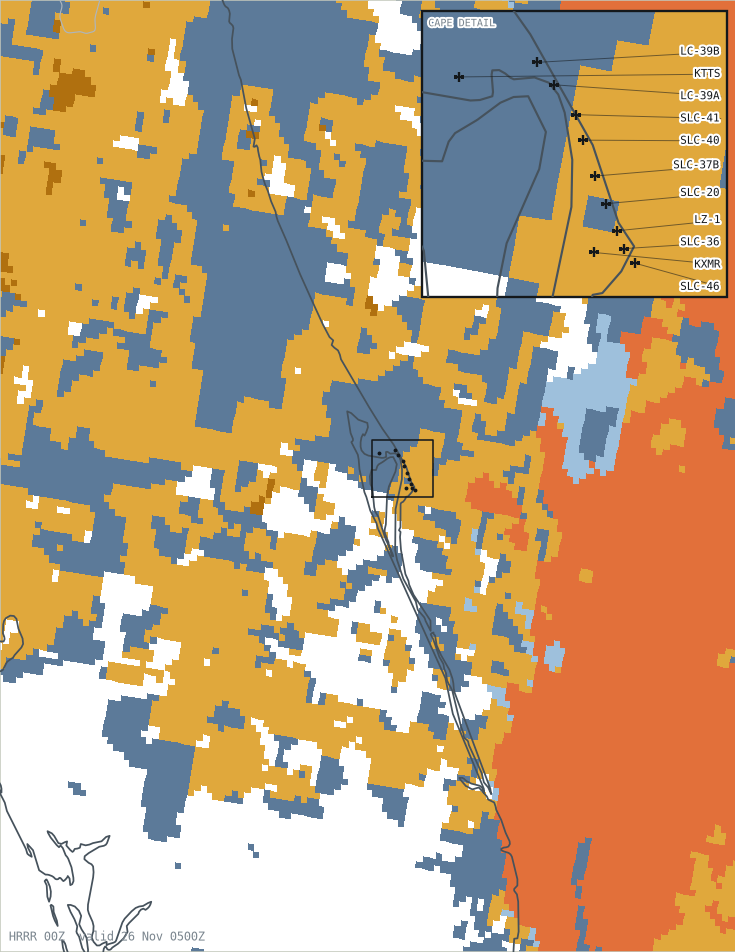 CAPE DETAIL
LC-39B
KTTS
LC-39A
SLC-41
SLC-40
SLC-37B
SLC-20
LZ-1
SLC-36
KXMR
SLC-46
HRRR 00Z  valid 26 Nov 0500Z